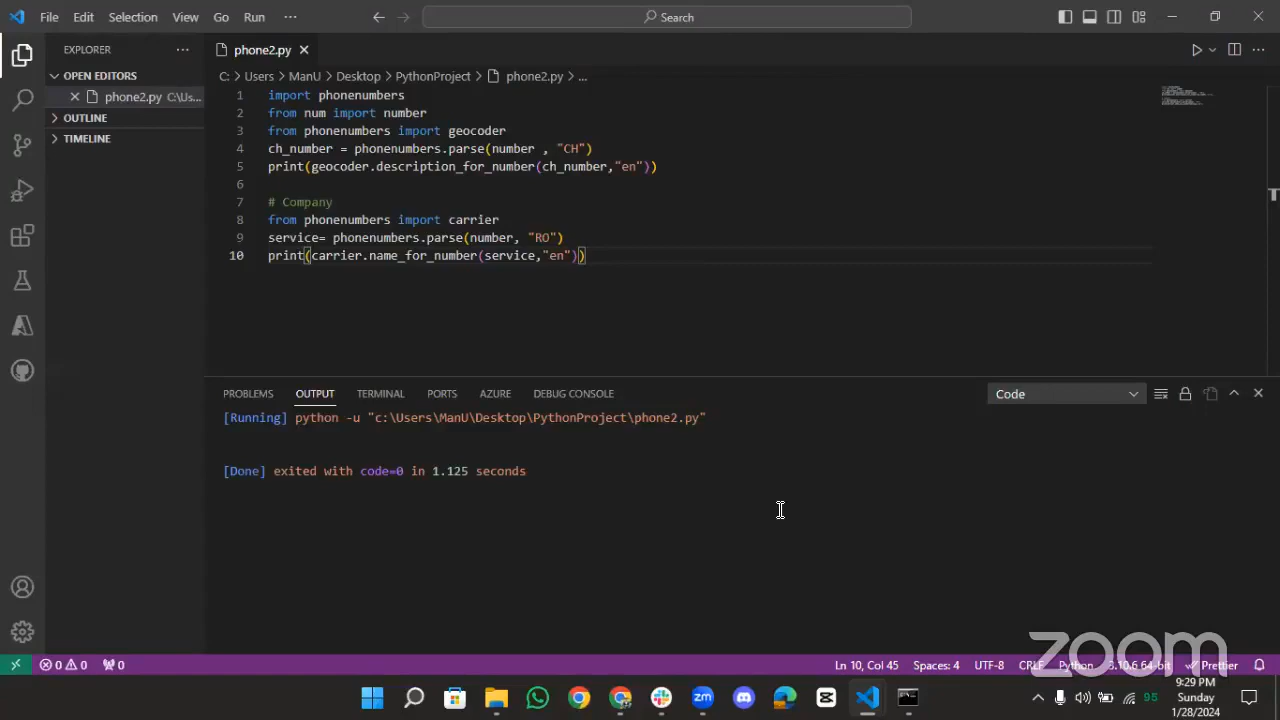 File Edit Selection View Go Run ··· Search
EXPLORER ···
OPEN EDITORS
phone2.py C:\Us...
OUTLINE
TIMELINE
phone2.py
C: > Users > ManU > Desktop > PythonProject > phone2.py > ...
1 import phonenumbers
2 from num import number
3 from phonenumbers import geocoder
4 ch_number = phonenumbers.parse(number , "CH")
5 print(geocoder.description_for_number(ch_number,"en"))
6
7 # Company
8 from phonenumbers import carrier
9 service= phonenumbers.parse(number, "RO")
10 print(carrier.name_for_number(service,"en"))
PROBLEMS OUTPUT TERMINAL PORTS AZURE DEBUG CONSOLE Code
[Running] python -u "c:\Users\ManU\Desktop\PythonProject\phone2.py"
[Done] exited with code=0 in 1.125 seconds
zoom
0 0 0 Ln 10, Col 45 Spaces: 4 UTF-8 CRLF Python 3.10.6 64-bit Prettier
95
9:29 PM
Sunday
1/28/2024